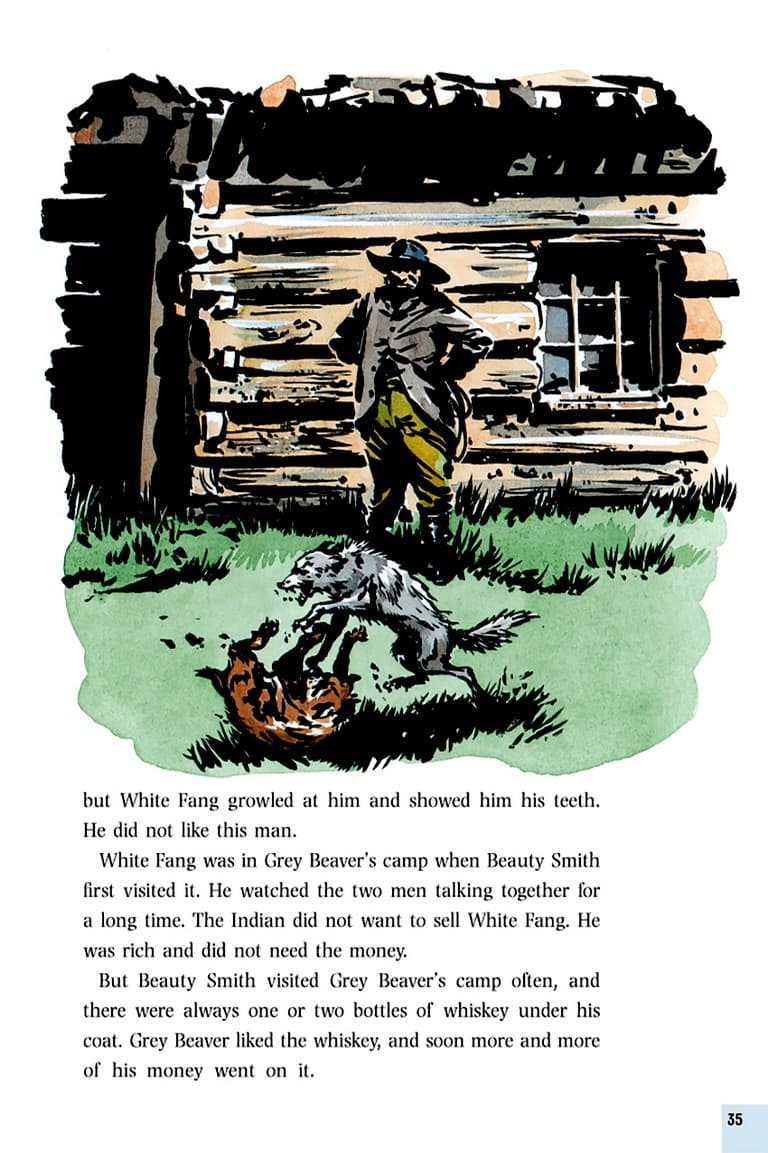 but White Fang growled at him and showed him his teeth.
He did not like this man.
White Fang was in Grey Beaver's camp when Beauty Smith
first visited it. He watched the two men talking together for
a long time. The Indian did not want to sell White Fang. He
was rich and did not need the money.
But Beauty Smith visited Grey Beaver's camp often, and
there were always one or two bottles of whiskey under his
coat. Grey Beaver liked the whiskey, and soon more and more
of his money went on it.
35